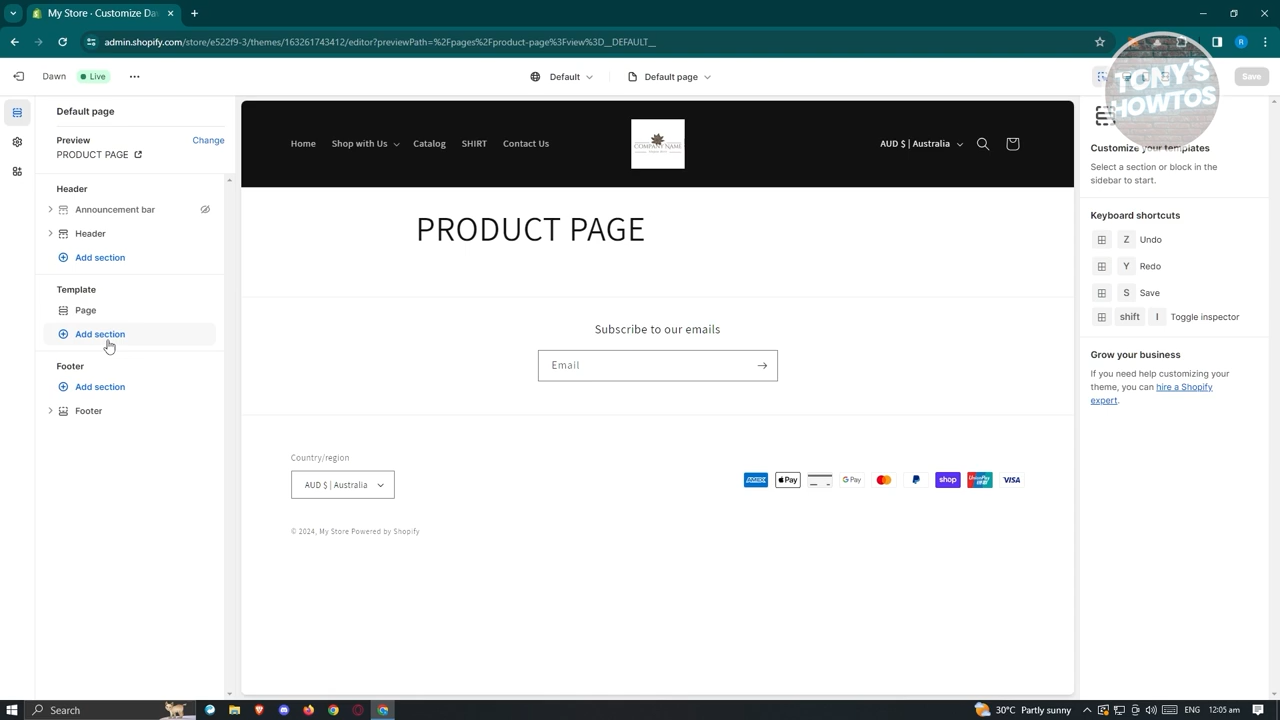 My Store - Customize Da
admin.shopify.com/store/e522f9-3/themes/163261743412/editor?previewPath=%2Fpages%2Fproduct-page%3Fview%3D__DEFAULT__
R
Dawn
Live
Default
Default page
Save
TONY'S
HOWTOS
Default page
Preview
Change
PRODUCT PAGE
Header
Announcement bar
Header
Add section
Template
Page
Add section
Footer
Add section
Footer
Home
Shop with Us
Catalog
SHIRT
Contact Us
COMPANY NAME
AUD $ | Australia
PRODUCT PAGE
Subscribe to our emails
Email
Country/region
AUD $ | Australia
AMEX
Pay
G Pay
shop
UnionPay
VISA
© 2024, My Store Powered by Shopify
Customize your templates
Select a section or block in the
sidebar to start.
Keyboard shortcuts
Z Undo
Y Redo
S Save
shift I Toggle inspector
Grow your business
If you need help customizing your
theme, you can hire a Shopify
expert.
Search
30°C Partly sunny
ENG
12:05 am